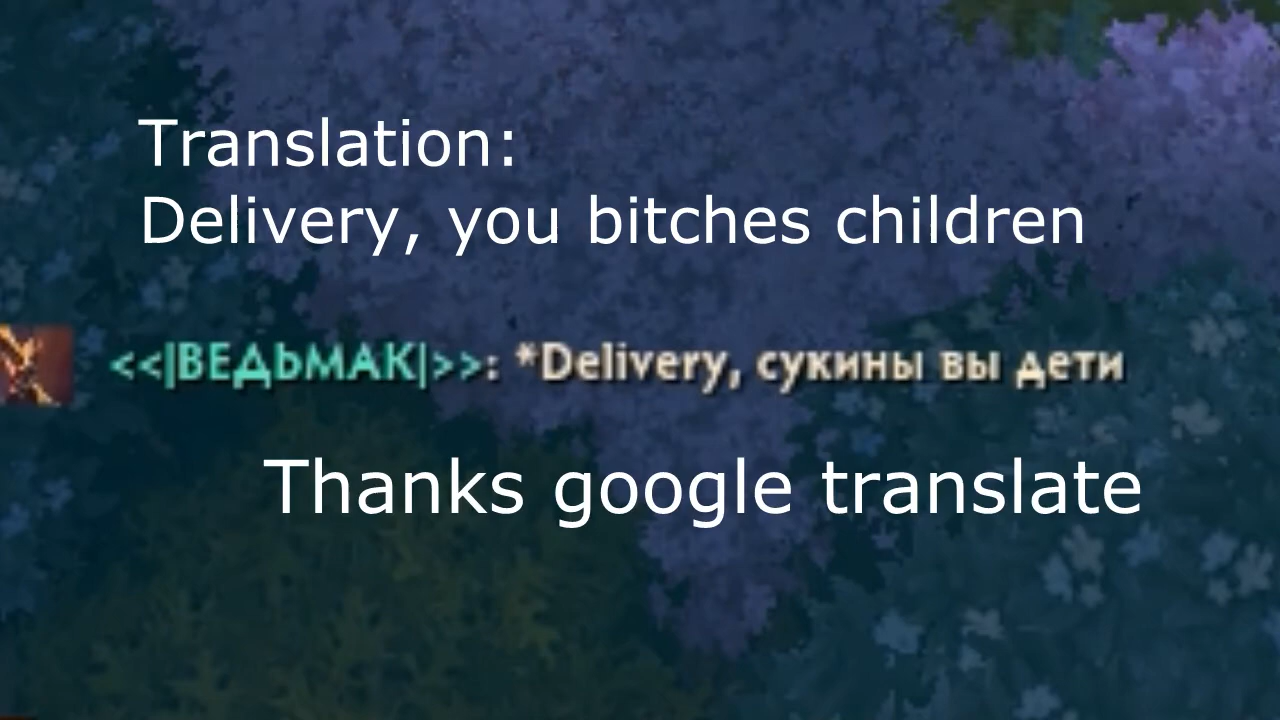 Translation:
Delivery, you bitches children
<<|ВЕДЬМАК|>>: *Delivery, сукины вы дети
Thanks google translate